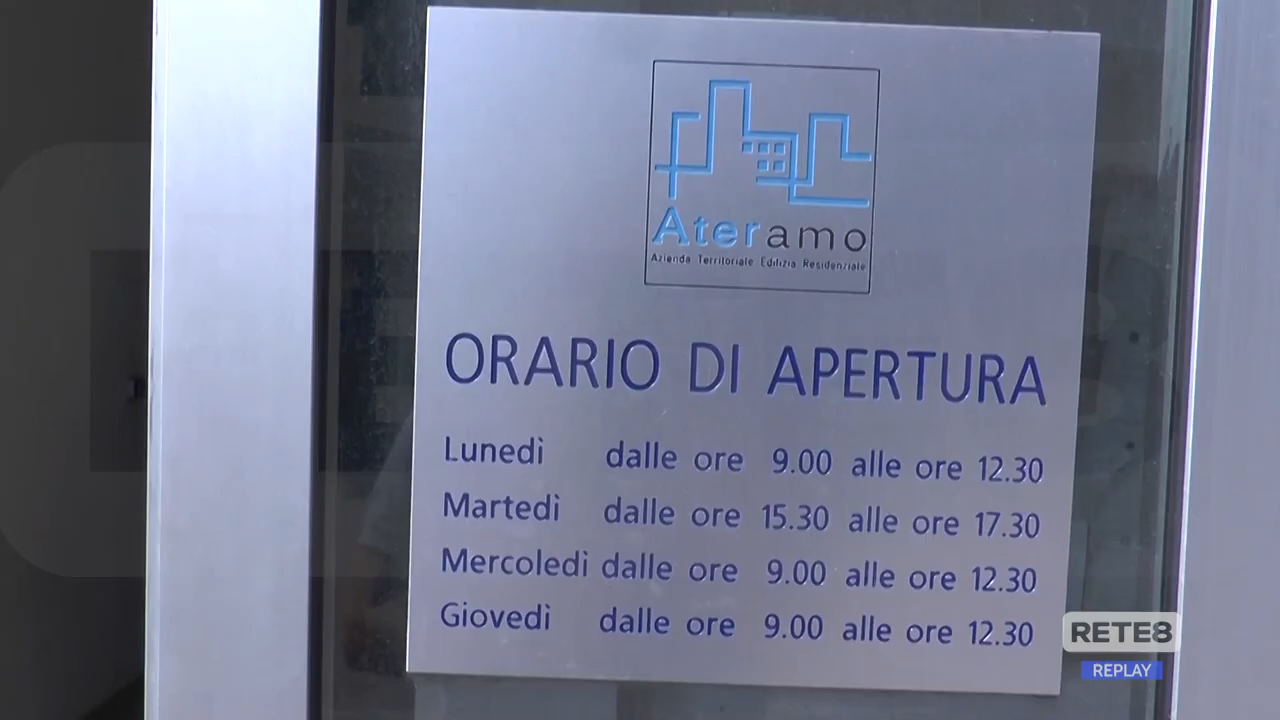 Ateramo
Azienda Territoriale Edilizia Residenziale
ORARIO DI APERTURA
Lunedì dalle ore 9.00 alle ore 12.30
Martedì dalle ore 15.30 alle ore 17.30
Mercoledì dalle ore 9.00 alle ore 12.30
Giovedì dalle ore 9.00 alle ore 12.30
RETE8
REPLAY